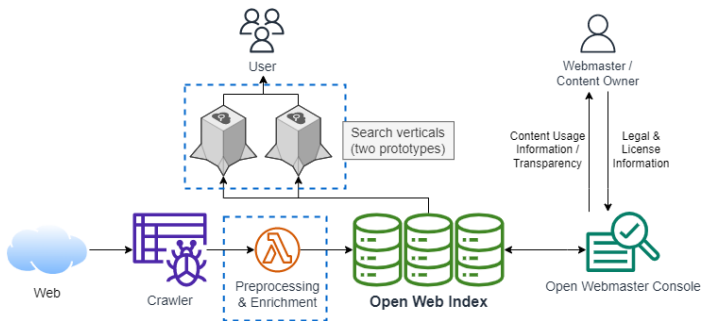 User
Webmaster /
Content Owner
Search verticals
(two prototypes)
Content Usage
Information /
Transparency
Legal &
License
Information
Web
Crawler
Preprocessing
& Enrichment
Open Web Index
Open Webmaster Console